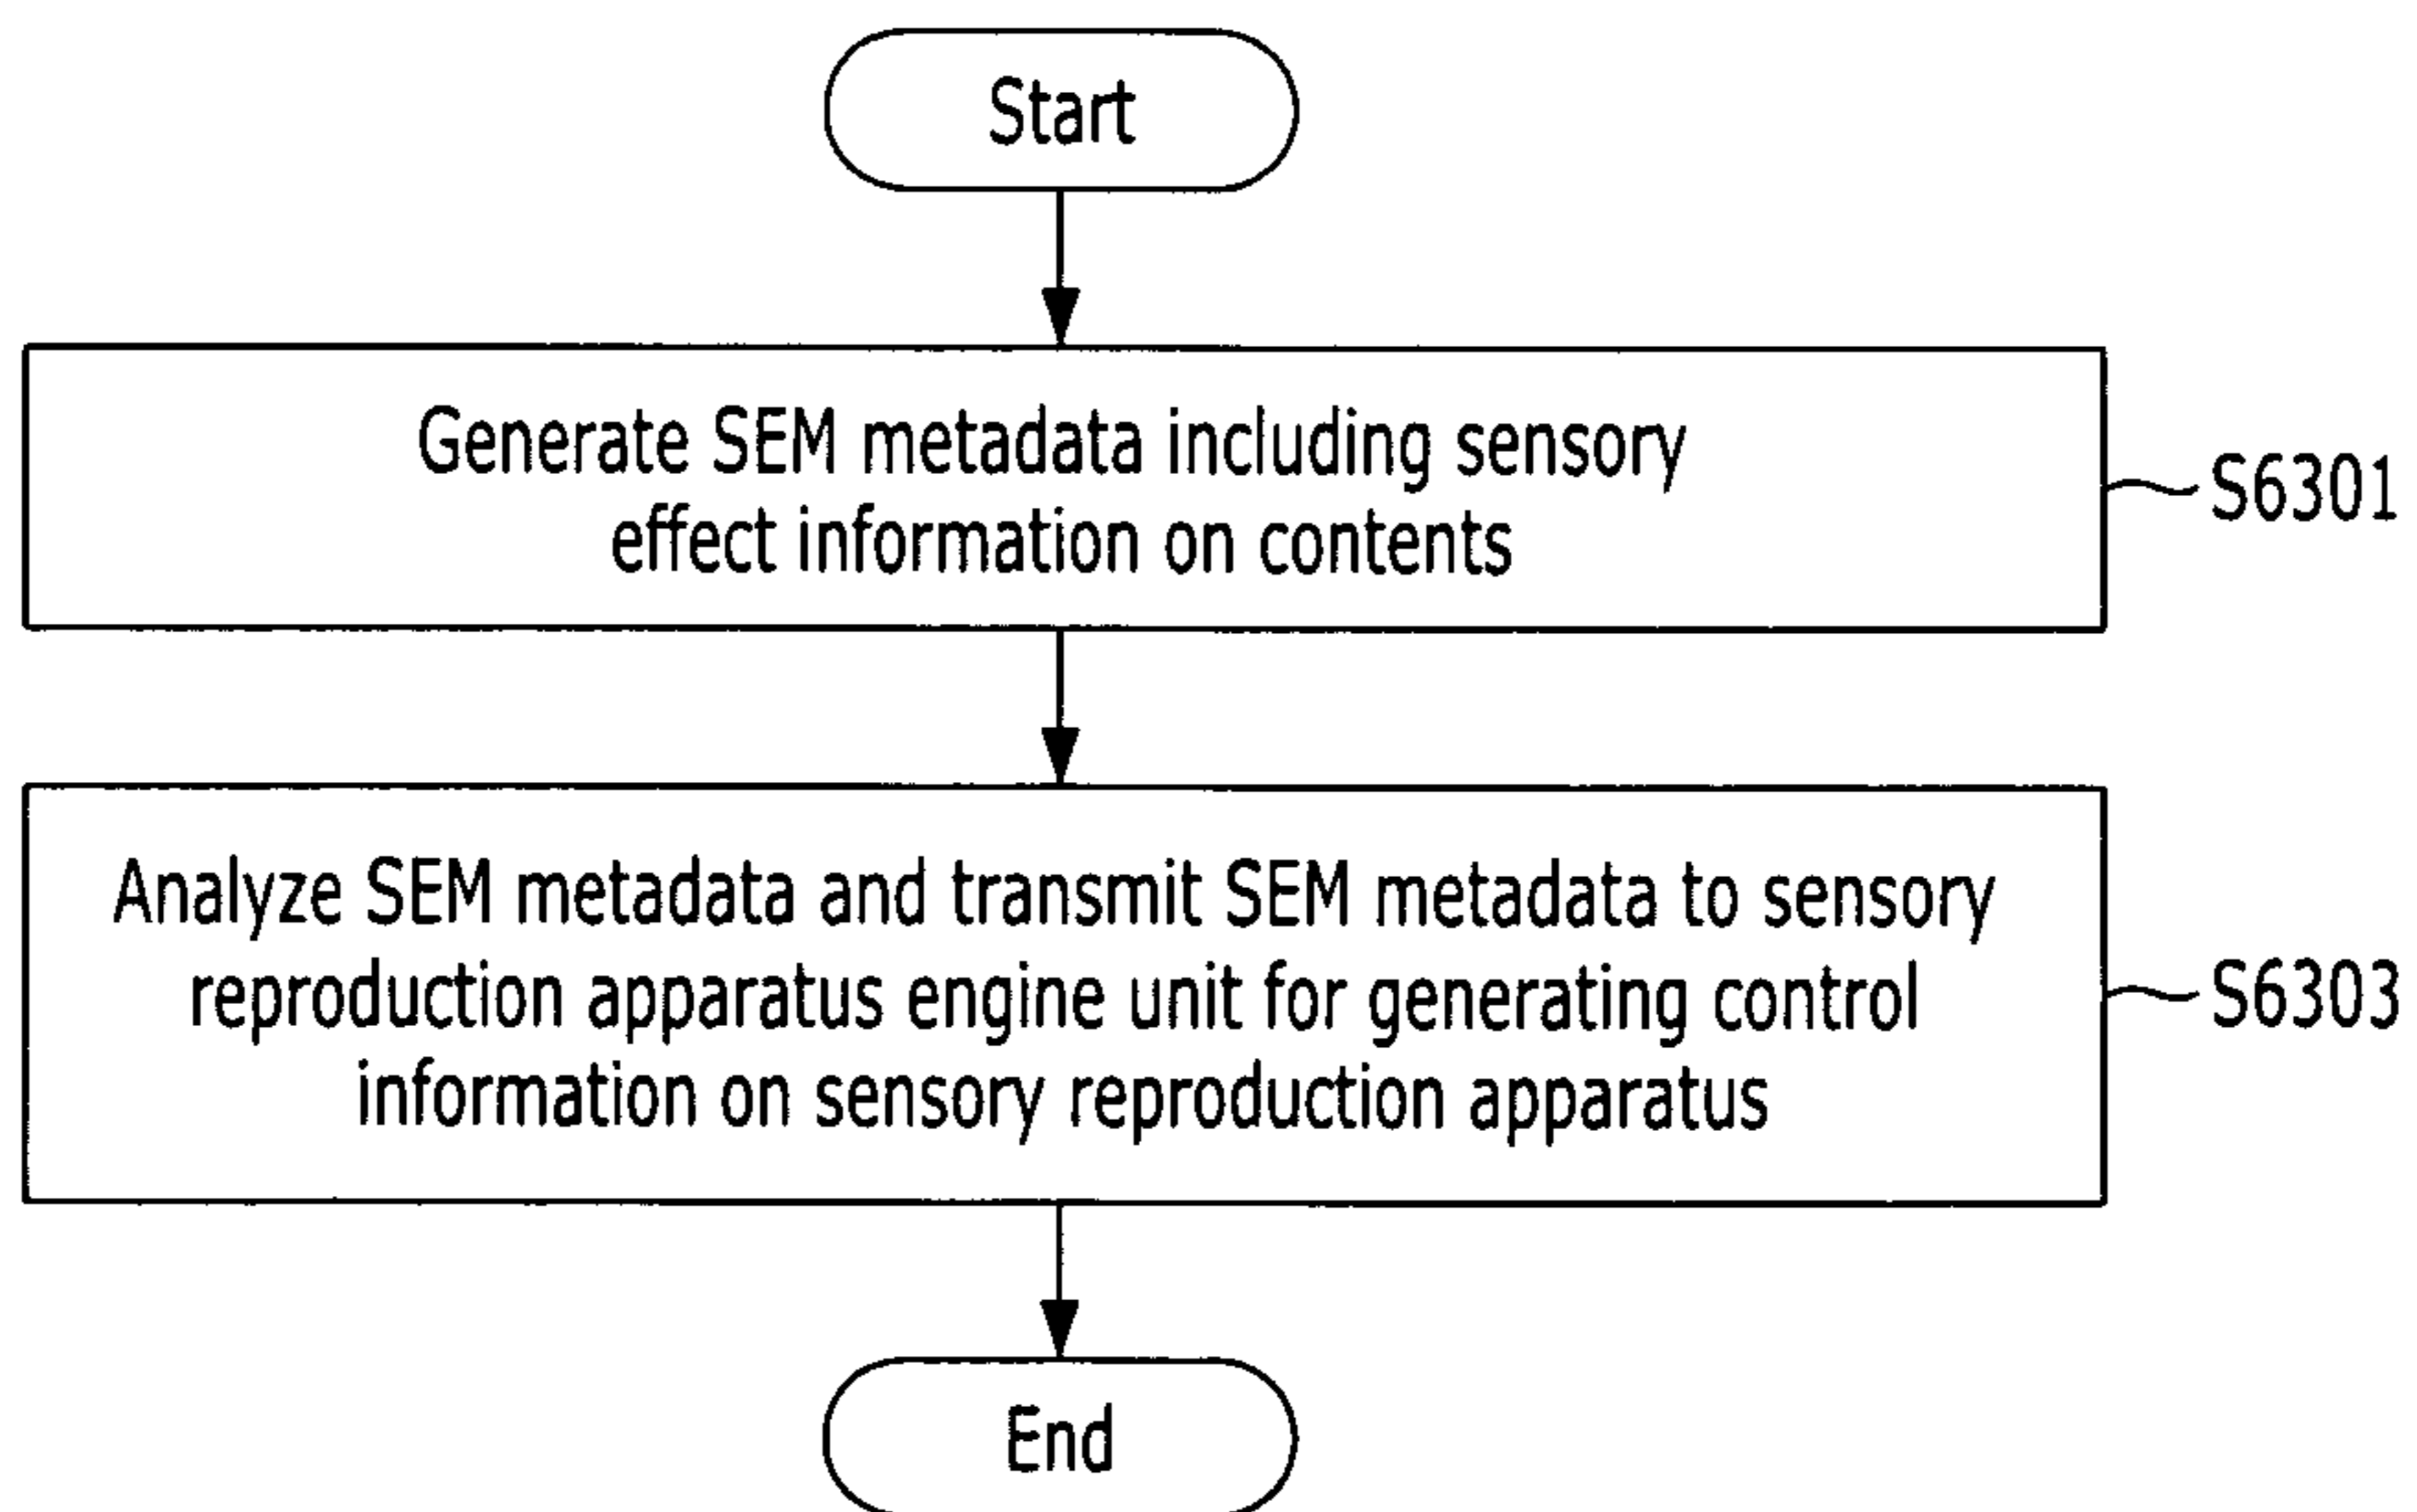 Start
Generate SEM metadata including sensory
effect information on contents
S6301
Analyze SEM metadata and transmit SEM metadata to sensory
reproduction apparatus engine unit for generating control
information on sensory reproduction apparatus
S6303
End